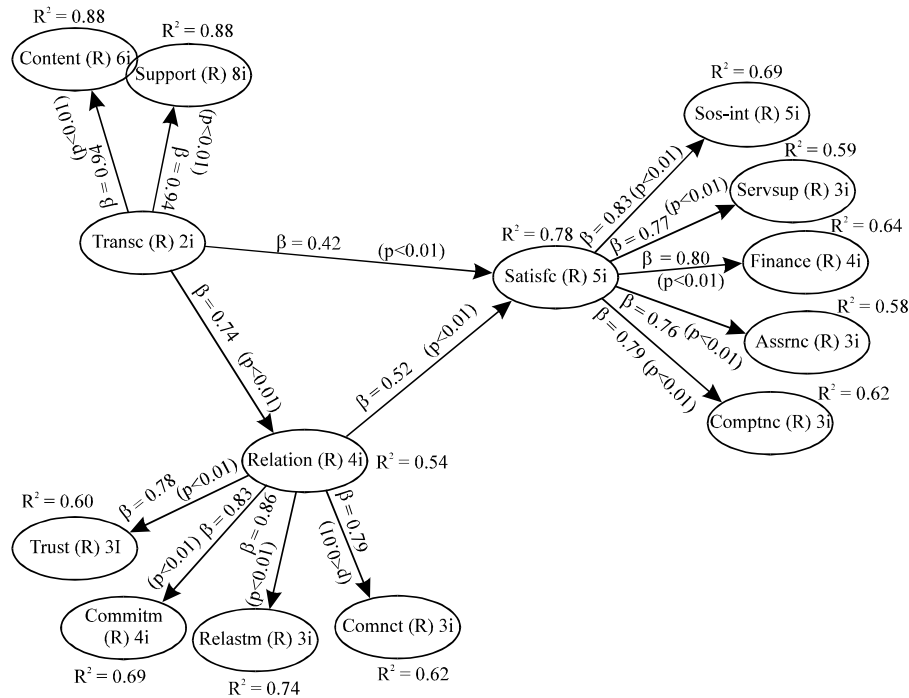 R² = 0.88
Content (R) 6i
R² = 0.88
Support (R) 8i
β = 0.94
(p<0.01)
β = 0.94
(p<0.01)
Transc (R) 2i
β = 0.42
(p<0.01)
R² = 0.78
Satisfc (R) 5i
β = 0.74
(p<0.01)
β = 0.52
(p<0.01)
Relation (R) 4i
R² = 0.54
R² = 0.69
Sos-int (R) 5i
β = 0.83 (p<0.01)
R² = 0.59
Servsup (R) 3i
β = 0.77 (p<0.01)
R² = 0.64
Finance (R) 4i
β = 0.80
(p<0.01)
R² = 0.58
Assrnc (R) 3i
β = 0.76 (p<0.01)
R² = 0.62
Comptnc (R) 3i
β = 0.79 (p<0.01)
β = 0.78
(p<0.01)
R² = 0.60
Trust (R) 3I
β = 0.83
(p<0.01)
Commitm
(R) 4i
R² = 0.69
β = 0.86
(p<0.01)
Relastm (R) 3i
R² = 0.74
β = 0.79
(p<0.01)
Comnct (R) 3i
R² = 0.62